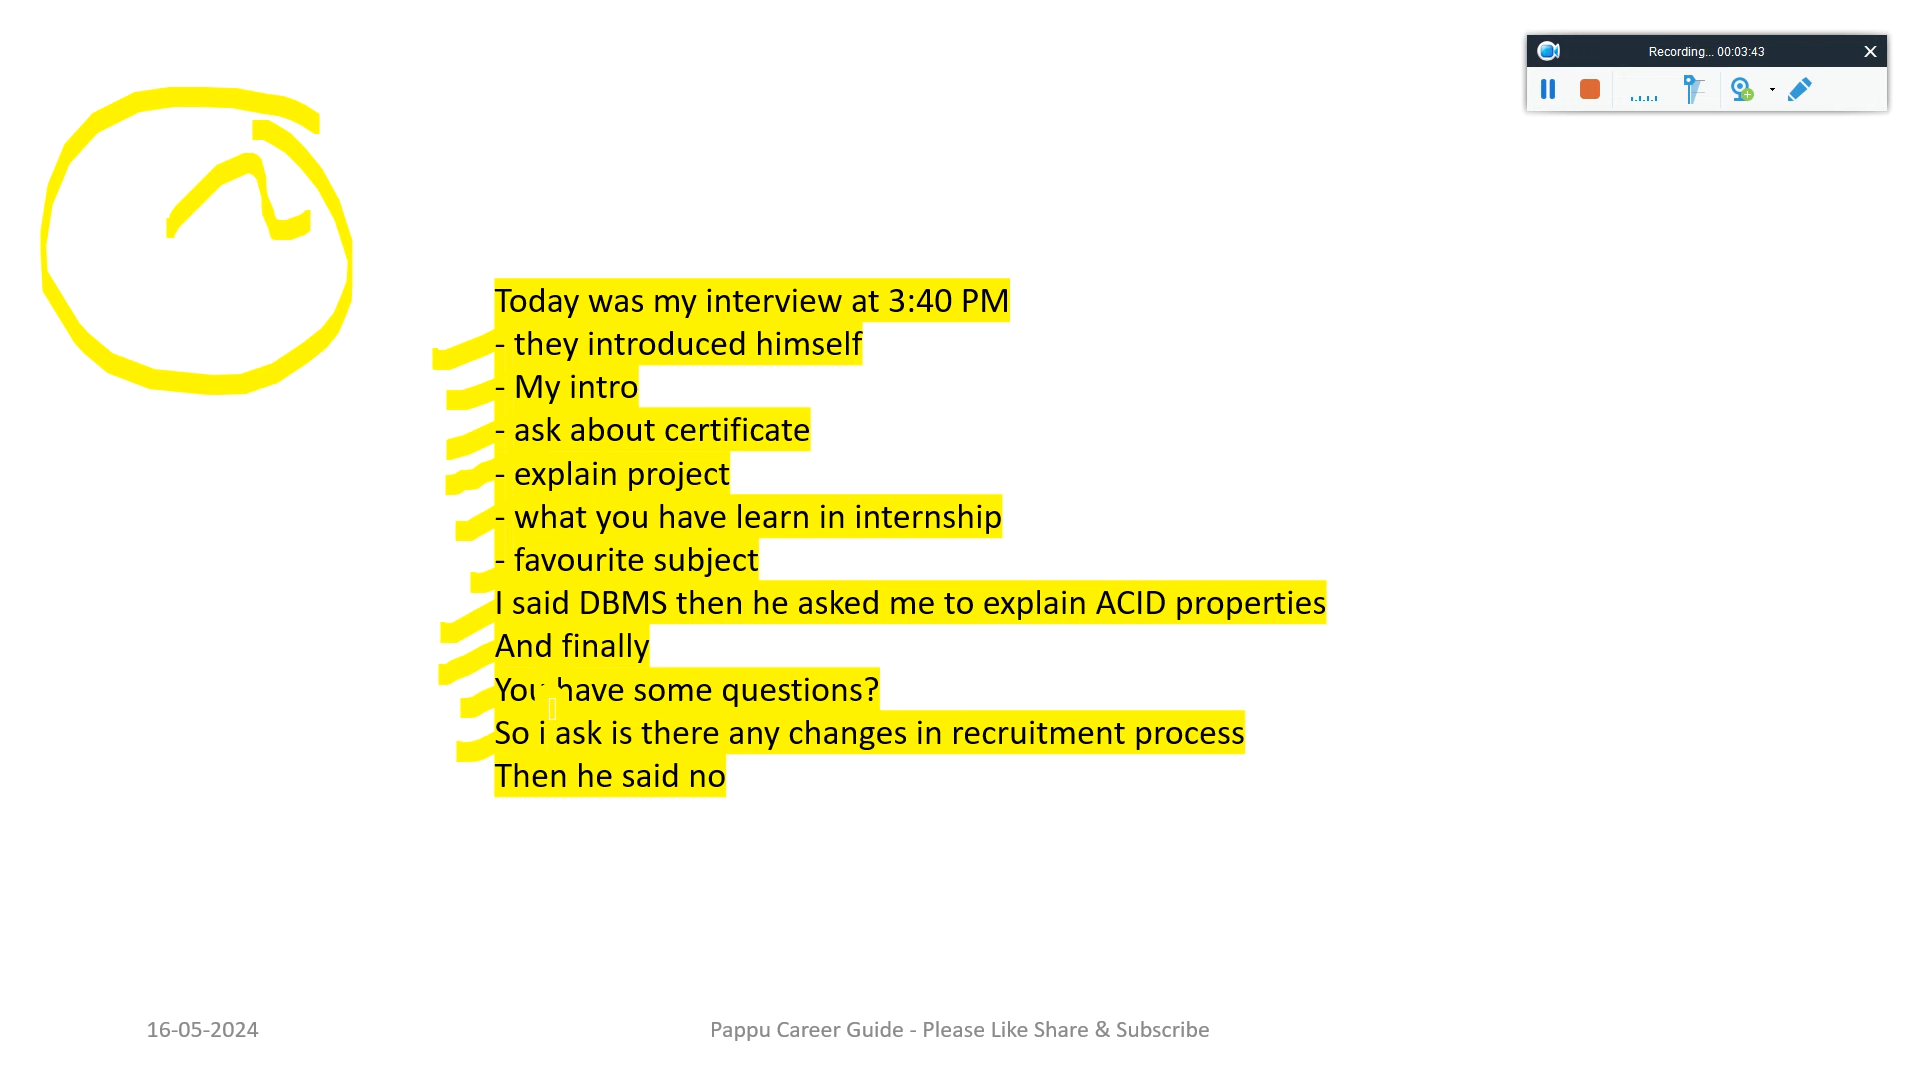 Recording... 00:03:43
Today was my interview at 3:40 PM
- they introduced himself
- My intro
- ask about certificate
- explain project
- what you have learn in internship
- favourite subject
I said DBMS then he asked me to explain ACID properties
And finally
You have some questions?
So i ask is there any changes in recruitment process
Then he said no
16-05-2024
Pappu Career Guide - Please Like Share & Subscribe